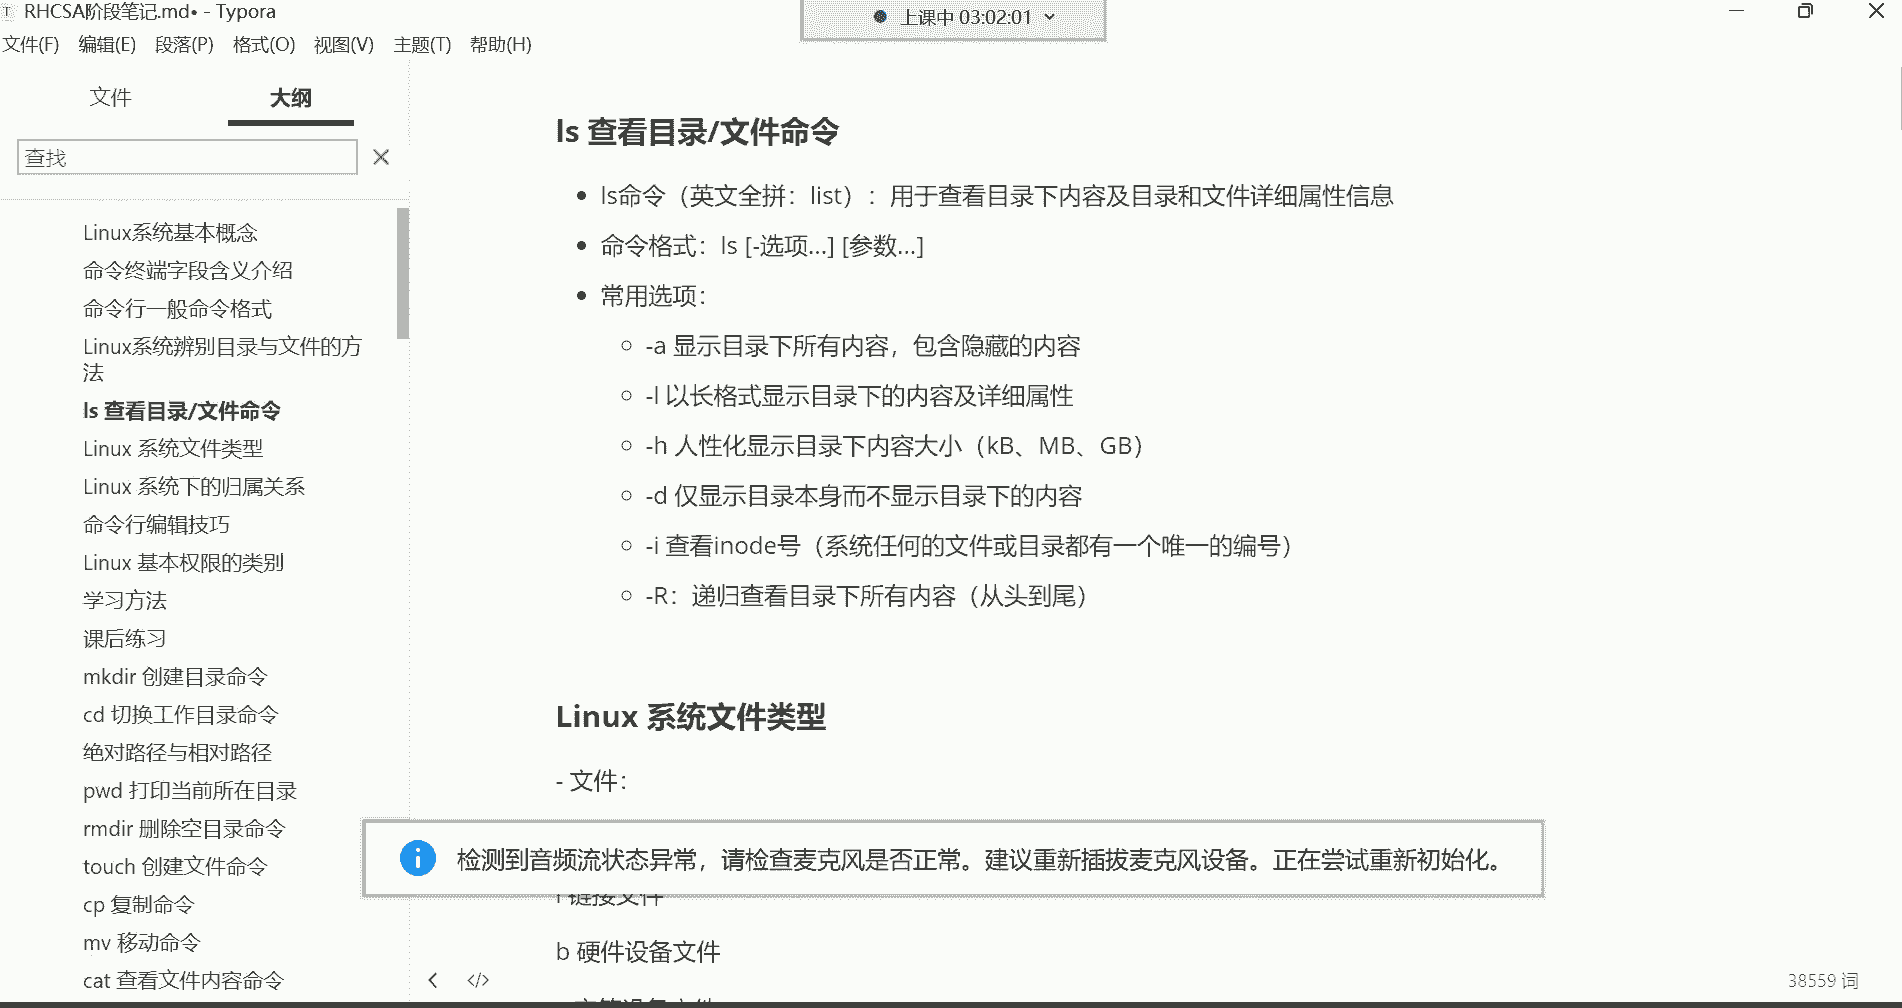 RHCSA阶段笔记.md• - Typora
上课中 03:02:01
文件(F) 编辑(E) 段落(P) 格式(O) 视图(V) 主题(T) 帮助(H)
文件 大纲
查找
Linux系统基本概念
命令终端字段含义介绍
命令行一般命令格式
Linux系统辨别目录与文件的方
法
ls 查看目录/文件命令
Linux 系统文件类型
Linux 系统下的归属关系
命令行编辑技巧
Linux 基本权限的类别
学习方法
课后练习
mkdir 创建目录命令
cd 切换工作目录命令
绝对路径与相对路径
pwd 打印当前所在目录
rmdir 删除空目录命令
touch 创建文件命令
cp 复制命令
mv 移动命令
cat 查看文件内容命令
ls 查看目录/文件命令
ls命令（英文全拼：list）：用于查看目录下内容及目录和文件详细属性信息
命令格式：ls [-选项...] [参数...]
常用选项：
-a 显示目录下所有内容，包含隐藏的内容
-l 以长格式显示目录下的内容及详细属性
-h 人性化显示目录下内容大小（kB、MB、GB）
-d 仅显示目录本身而不显示目录下的内容
-i 查看inode号（系统任何的文件或目录都有一个唯一的编号）
-R：递归查看目录下所有内容（从头到尾）
Linux 系统文件类型
- 文件：
检测到音频流状态异常，请检查麦克风是否正常。建议重新插拔麦克风设备。正在尝试重新初始化。
链接文件
b 硬件设备文件
38559 词